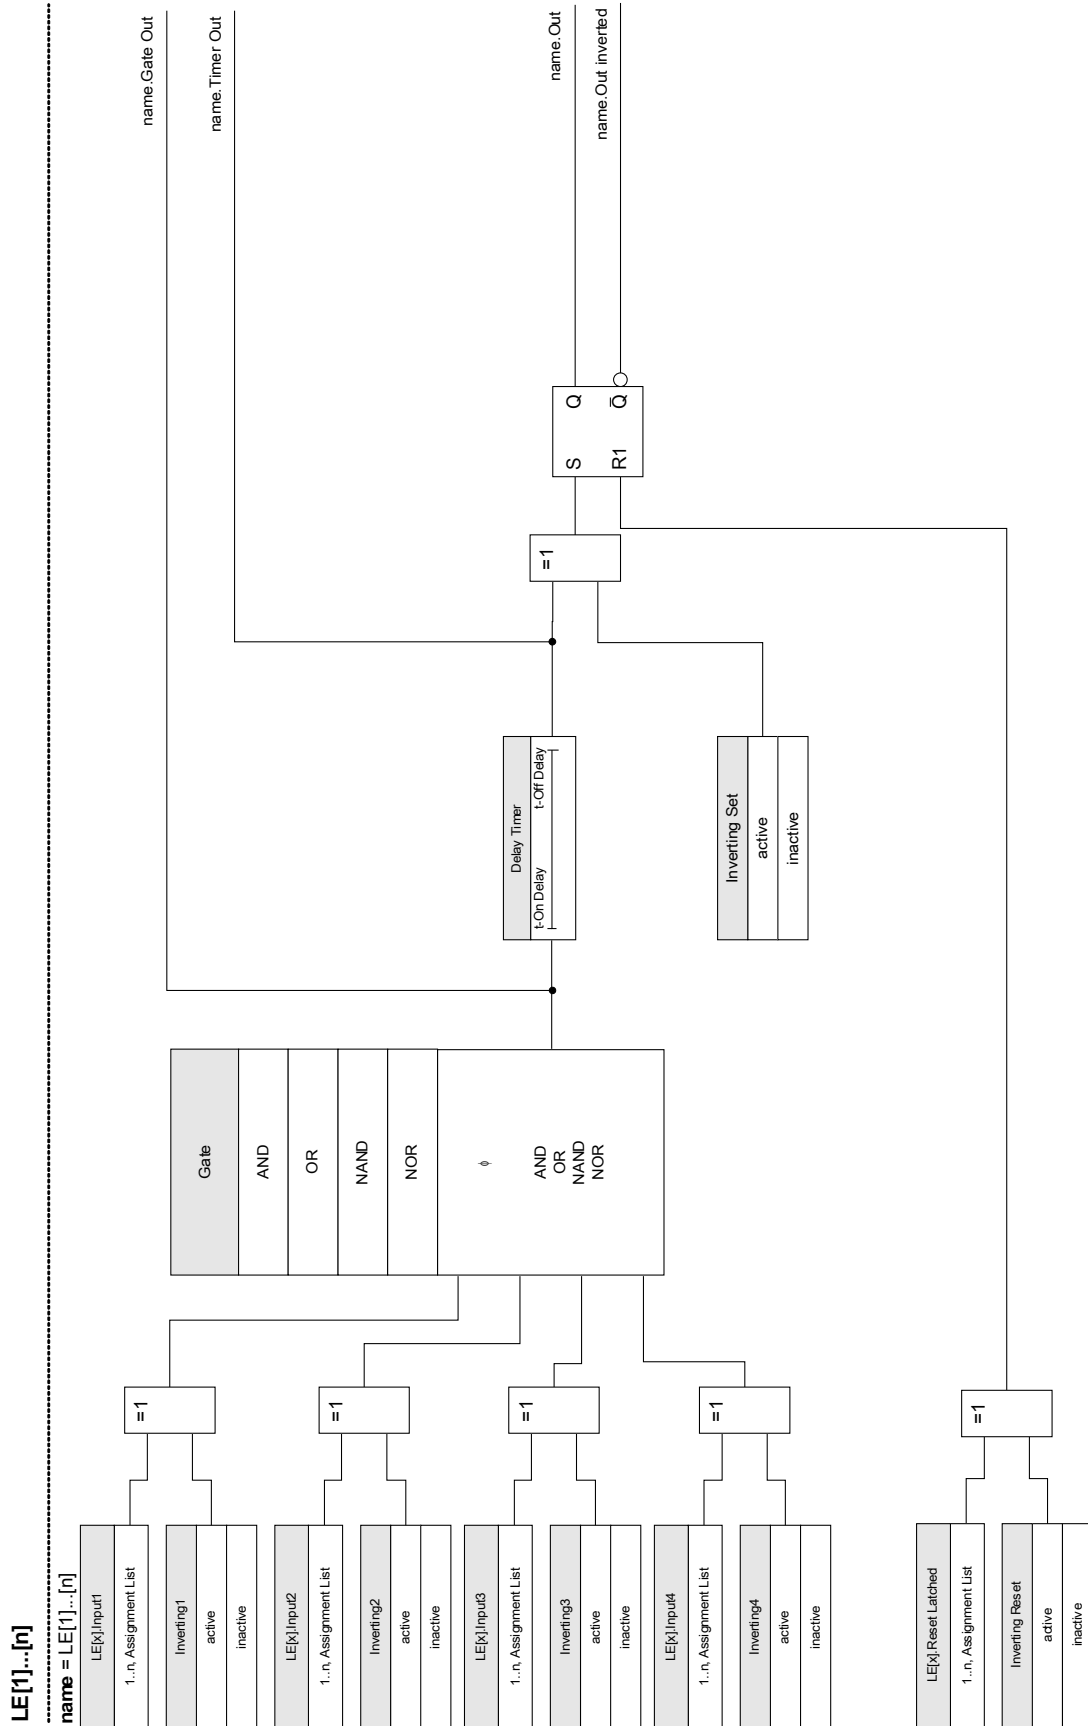 LE[1]...[n]
name = LE[1]...[n]
LE[x].Input1
1..n, Assignment List
Inverting1
active
inactive
=1
LE[x].Input2
1..n, Assignment List
Inverting2
active
inactive
=1
LE[x].Input3
1..n, Assignment List
Inverting3
active
inactive
=1
LE[x].Input4
1..n, Assignment List
Inverting4
active
inactive
=1
LE[x].Reset Latched
1..n, Assignment List
Inverting Reset
active
inactive
=1
Gate
AND
OR
NAND
NOR
ϕ
AND
OR
NAND
NOR
Delay Timer
t-On Delay t-Off Delay
Inverting Set
active
inactive
=1
S Q
R1 Q̅
name.Gate Out
name.Timer Out
name.Out
name.Out inverted